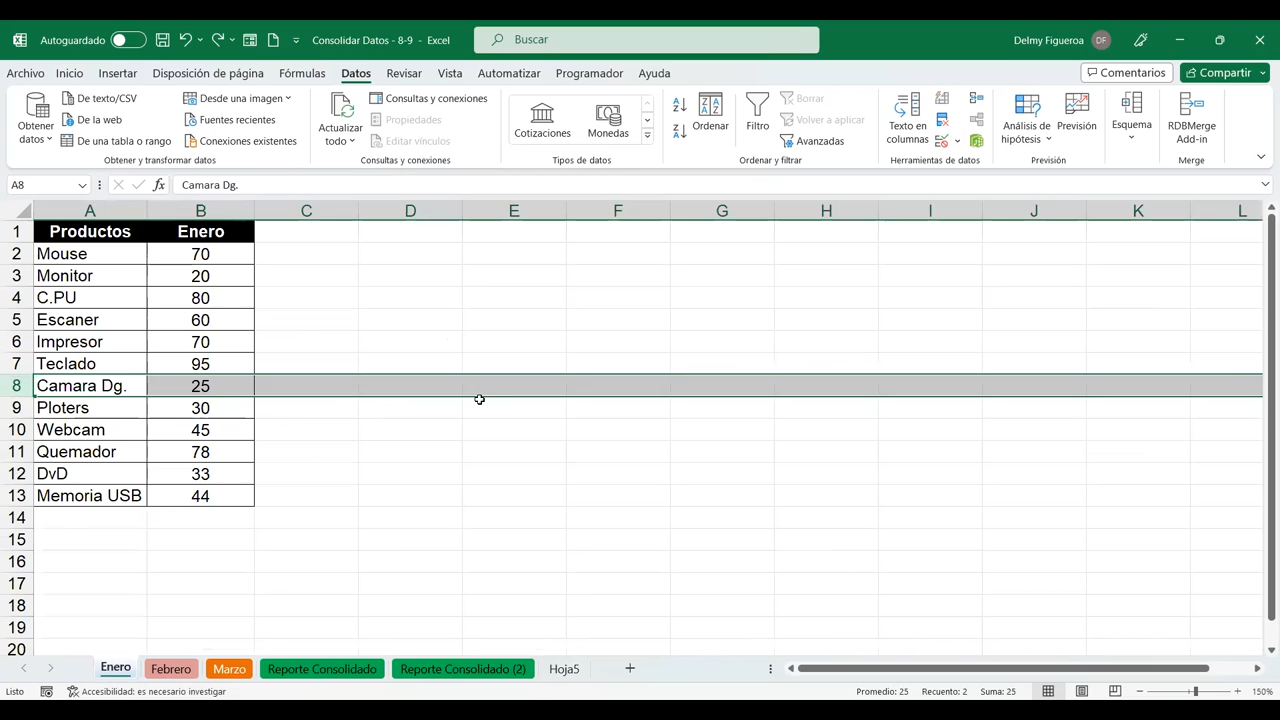 Autoguardado
Consolidar Datos - 8-9 - Excel
Buscar
Delmy Figueroa
DF
Archivo Inicio Insertar Disposición de página Fórmulas Datos Revisar Vista Automatizar Programador Ayuda
Comentarios
Compartir
Obtener datos
De texto/CSV
De la web
De una tabla o rango
Desde una imagen
Fuentes recientes
Conexiones existentes
Obtener y transformar datos
Actualizar todo
Consultas y conexiones
Propiedades
Editar vínculos
Consultas y conexiones
Cotizaciones
Monedas
Tipos de datos
Ordenar
Filtro
Borrar
Volver a aplicar
Avanzadas
Ordenar y filtrar
Texto en columnas
Herramientas de datos
Análisis de hipótesis
Previsión
Previsión
Esquema
RDBMerge Add-in
Merge
A8
fx
Camara Dg.
A B C D E F G H I J K L
1 Productos Enero
2 Mouse 70
3 Monitor 20
4 C.PU 80
5 Escaner 60
6 Impresor 70
7 Teclado 95
8 Camara Dg. 25
9 Ploters 30
10 Webcam 45
11 Quemador 78
12 DvD 33
13 Memoria USB 44
14
15
16
17
18
19
20
Enero Febrero Marzo Reporte Consolidado Reporte Consolidado (2) Hoja5
Listo
Accesibilidad: es necesario investigar
Promedio: 25 Recuento: 2 Suma: 25
150%